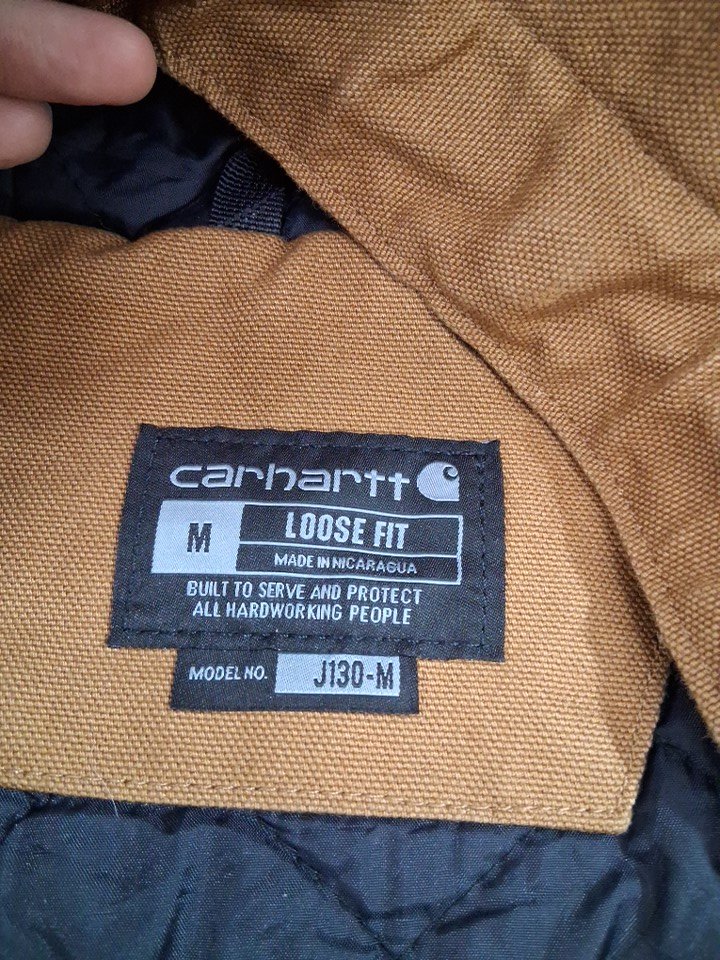 carhartt
M LOOSE FIT
MADE IN NICARAGUA
BUILT TO SERVE AND PROTECT
ALL HARDWORKING PEOPLE
MODEL NO. J130-M